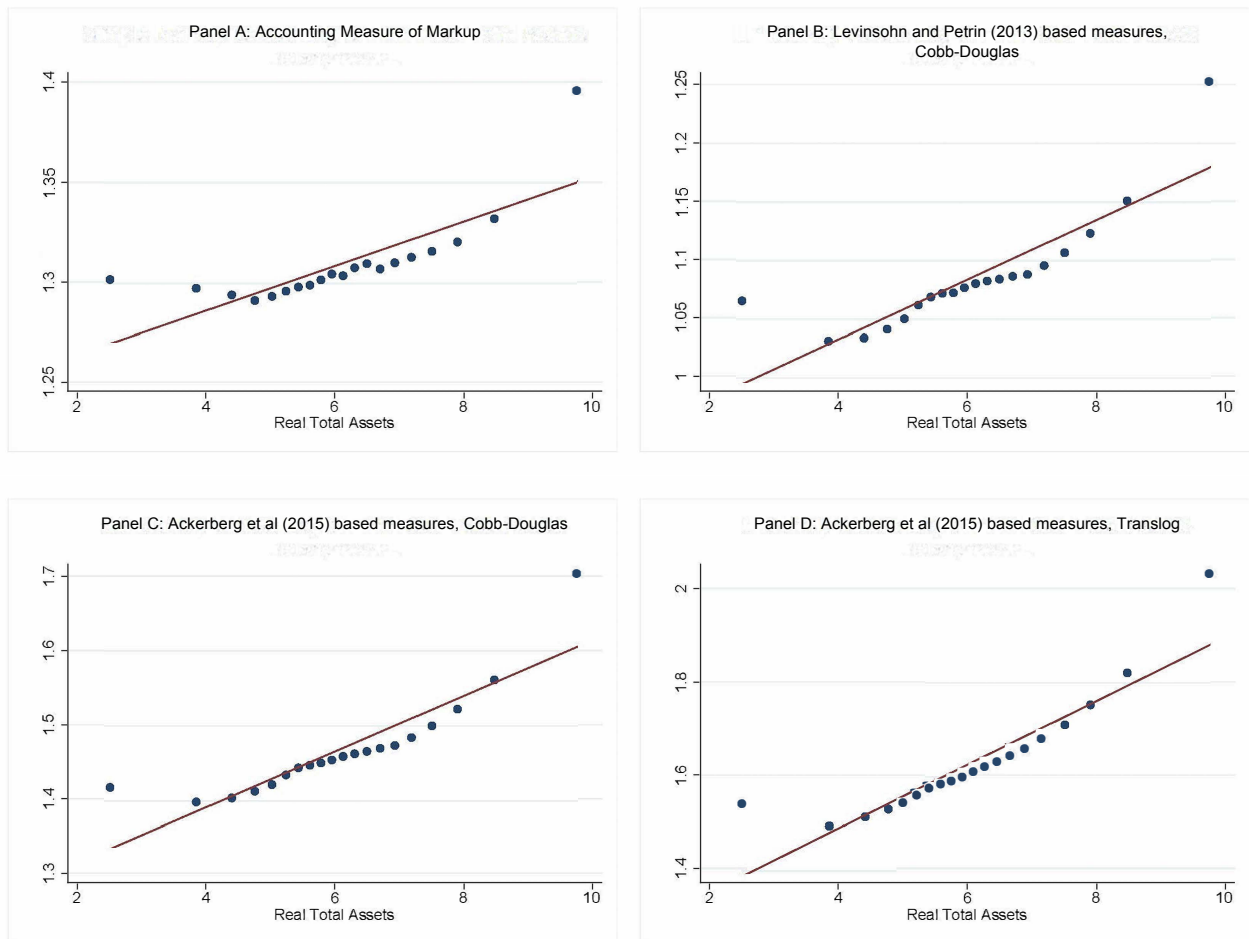 Panel A: Accounting Measure of Markup
1.4
1.35
1.3
1.25
2 4 6 8 10
Real Total Assets
Panel B: Levinsohn and Petrin (2013) based measures,
Cobb-Douglas
1.25
1.2
1.15
1.1
1.05
1
2 4 6 8 10
Real Total Assets
Panel C: Ackerberg et al (2015) based measures, Cobb-Douglas
1.7
1.6
1.5
1.4
1.3
2 4 6 8 10
Real Total Assets
Panel D: Ackerberg et al (2015) based measures, Translog
2
1.8
1.6
1.4
2 4 6 8 10
Real Total Assets